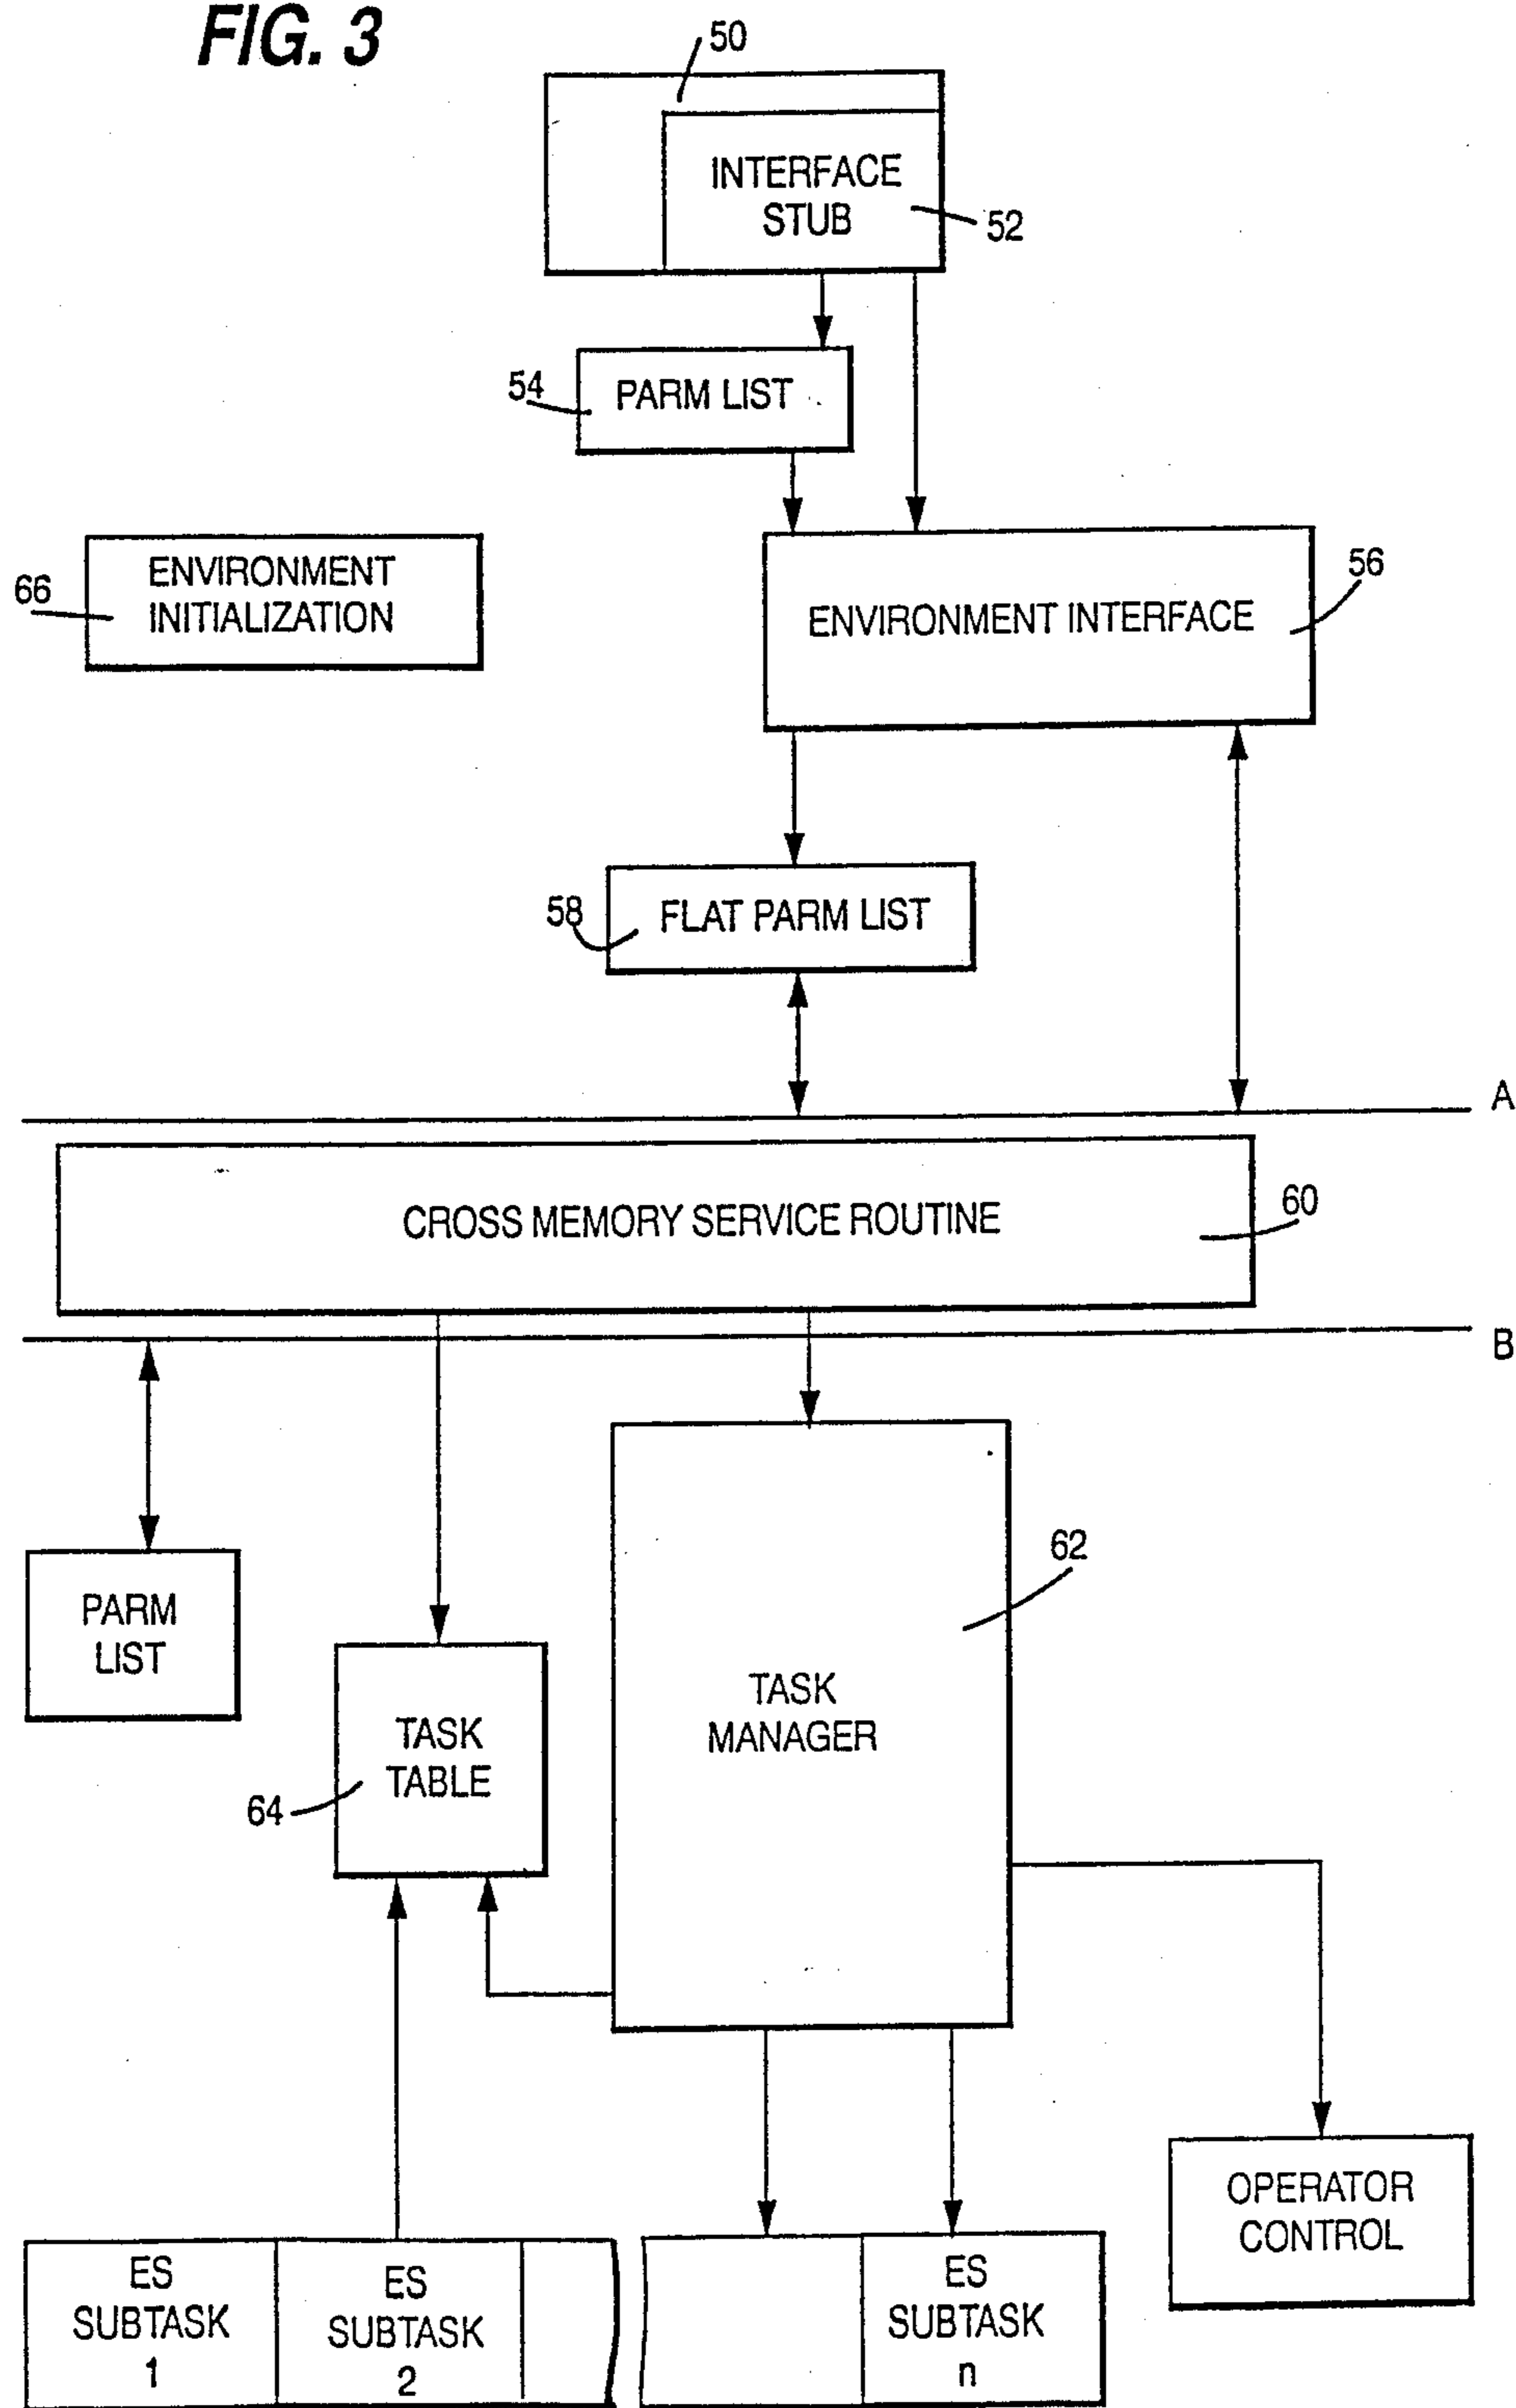 FIG. 3
50
INTERFACE
STUB
52
54
PARM LIST
66
ENVIRONMENT
INITIALIZATION
ENVIRONMENT INTERFACE
56
58
FLAT PARM LIST
A
CROSS MEMORY SERVICE ROUTINE
60
B
PARM
LIST
62
TASK
MANAGER
TASK
TABLE
64
OPERATOR
CONTROL
ES
SUBTASK
1
ES
SUBTASK
2
ES
SUBTASK
n